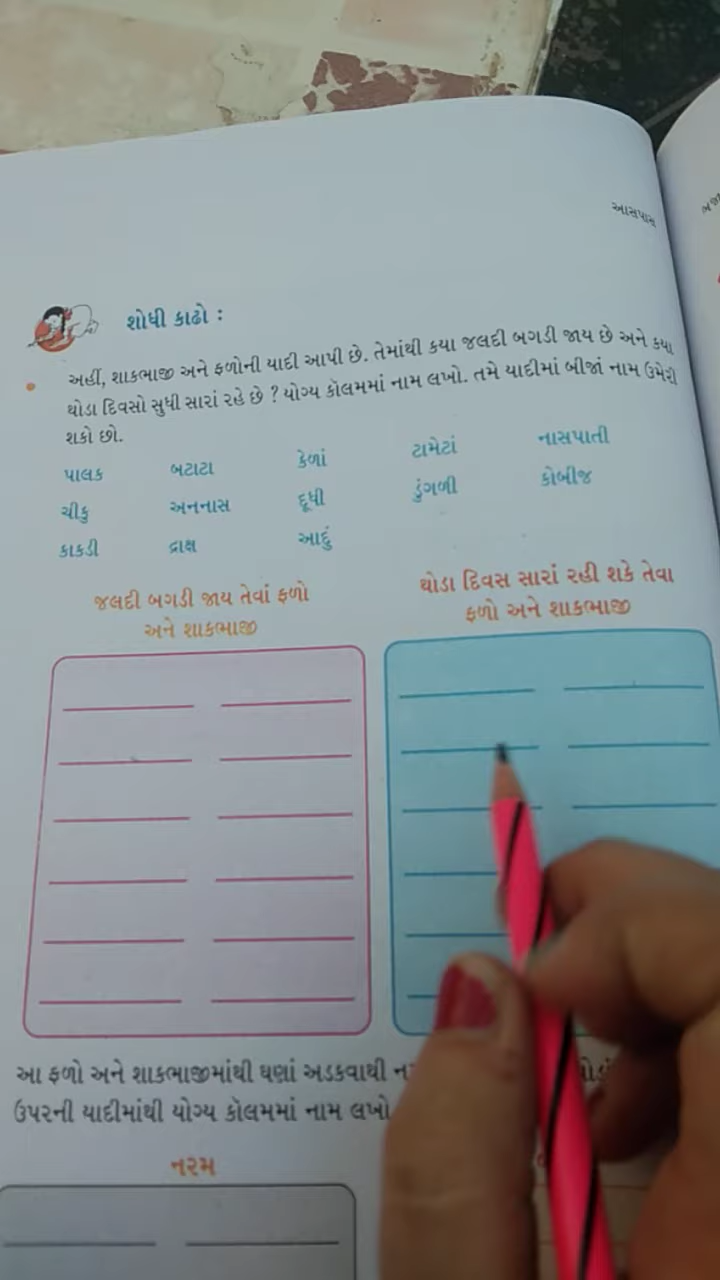 આસપાસ
શોધી કાઢો :
અહીં, શાકભાજી અને ફળોની યાદી આપી છે. તેમાંથી કયા જલદી બગડી જાય છે અને કયા
થોડા દિવસો સુધી સારાં રહે છે ? યોગ્ય કૉલમમાં નામ લખો. તમે યાદીમાં બીજાં નામ ઉમેરી
શકો છો.
પાલક બટાટા કેળાં ટામેટાં નાસપાતી
ચીકુ અનનાસ દૂધી ડુંગળી કોબીજ
કાકડી દ્રાક્ષ આદું
જલદી બગડી જાય તેવાં ફળો
અને શાકભાજી
થોડા દિવસ સારાં રહી શકે તેવા
ફળો અને શાકભાજી
આ ફળો અને શાકભાજીમાંથી ઘણાં અડકવાથી
ઉપરની યાદીમાંથી યોગ્ય કૉલમમાં નામ લખો
નરમ